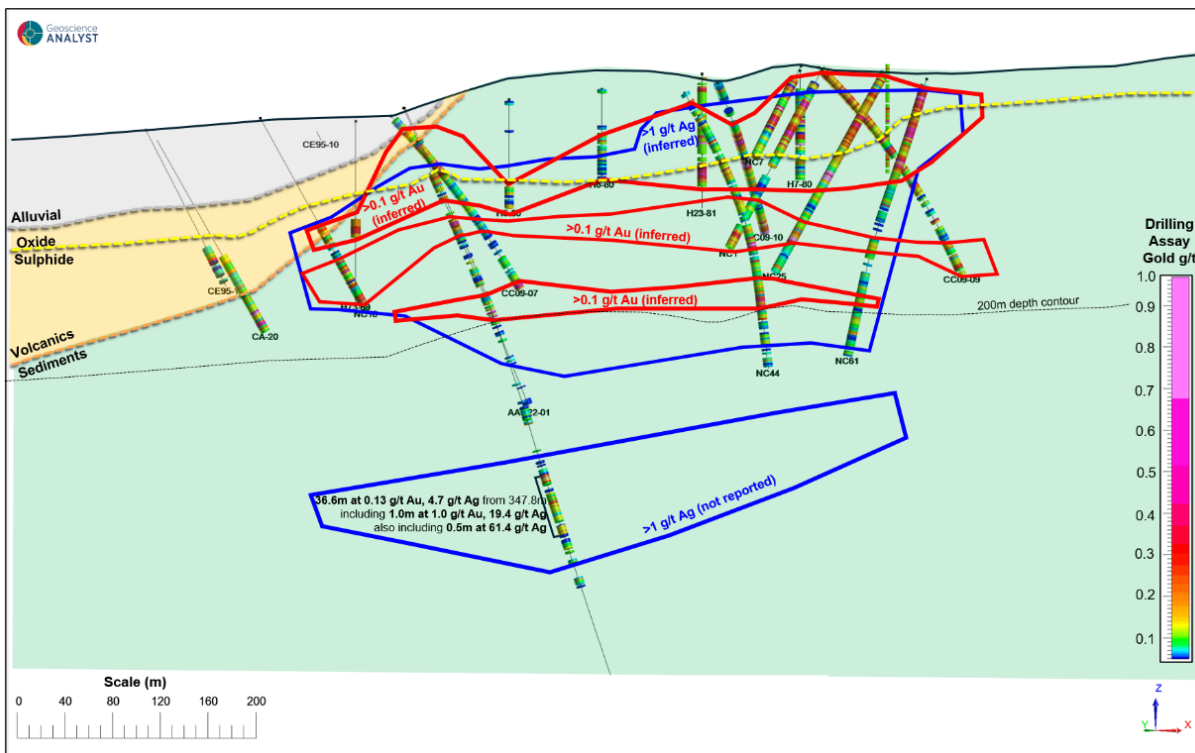 Geoscience
ANALYST
CE95-10
>1 g/t Ag
(inferred)
NC7
H6-80
H7-80
Alluvial
Oxide
Sulphide
>0.1 g/t Au
(inferred)
H23-81
C09-10
>0.1 g/t Au (inferred)
NC1
NC25
CC09-09
CE95-
CC09-07
>0.1 g/t Au (inferred)
200m depth contour
CA-20
Volcanics
Sediments
NC61
NC44
Drilling
Assay
Gold g/t
1.0
0.9
0.8
0.7
0.6
0.5
0.4
0.3
0.2
0.1
36.6m at 0.13 g/t Au, 4.7 g/t Ag from 347.8m
including 1.0m at 1.0 g/t Au, 19.4 g/t Ag
also including 0.5m at 61.4 g/t Ag
>1 g/t Ag (not reported)
Scale (m)
0 40 80 120 160 200
Z
Y X